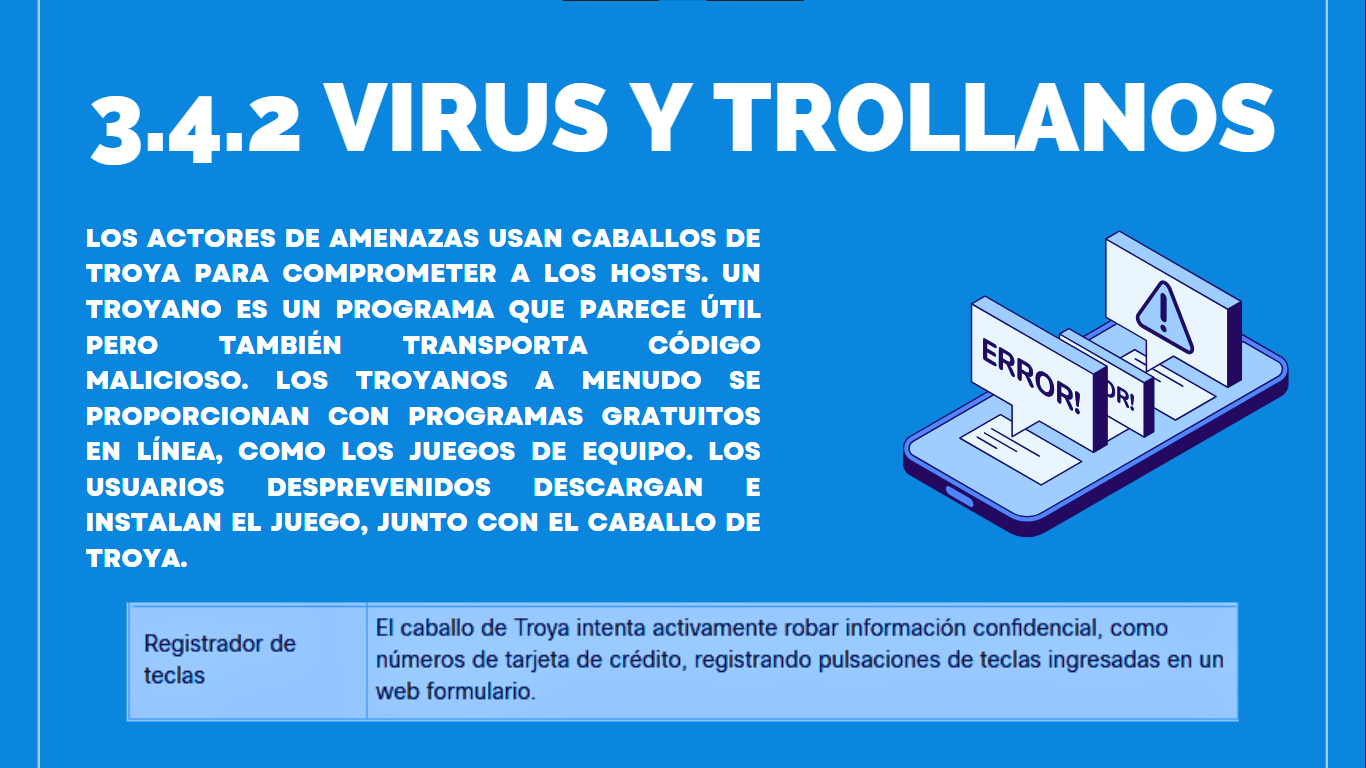 3.4.2 VIRUS Y TROLLANOS
LOS ACTORES DE AMENAZAS USAN CABALLOS DE
TROYA PARA COMPROMETER A LOS HOSTS. UN
TROYANO ES UN PROGRAMA QUE PARECE ÚTIL
PERO TAMBIÉN TRANSPORTA CÓDIGO
MALICIOSO. LOS TROYANOS A MENUDO SE
PROPORCIONAN CON PROGRAMAS GRATUITOS
EN LÍNEA, COMO LOS JUEGOS DE EQUIPO. LOS
USUARIOS DESPREVENIDOS DESCARGAN E
INSTALAN EL JUEGO, JUNTO CON EL CABALLO DE
TROYA.
!
ERROR!
OR!
Registrador de
teclas
El caballo de Troya intenta activamente robar información confidencial, como
números de tarjeta de crédito, registrando pulsaciones de teclas ingresadas en un
web formulario.